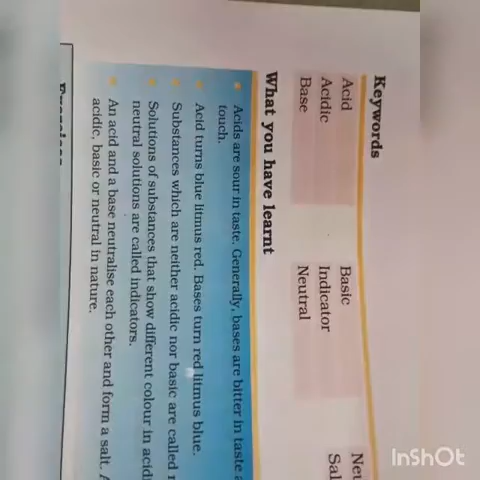 Keywords
Acid Basic
Acidic Indicator
Base Neutral
What you have learnt
Acids are sour in taste. Generally, bases are bitter in taste
touch.
Acid turns blue litmus red. Bases turn red litmus blue.
Substances which are neither acidic nor basic are called
Solutions of substances that show different colour in
neutral solutions are called indicators.
An acid and a base neutralise each other and form a salt.
acidic, basic or neutral in nature.
InShOt